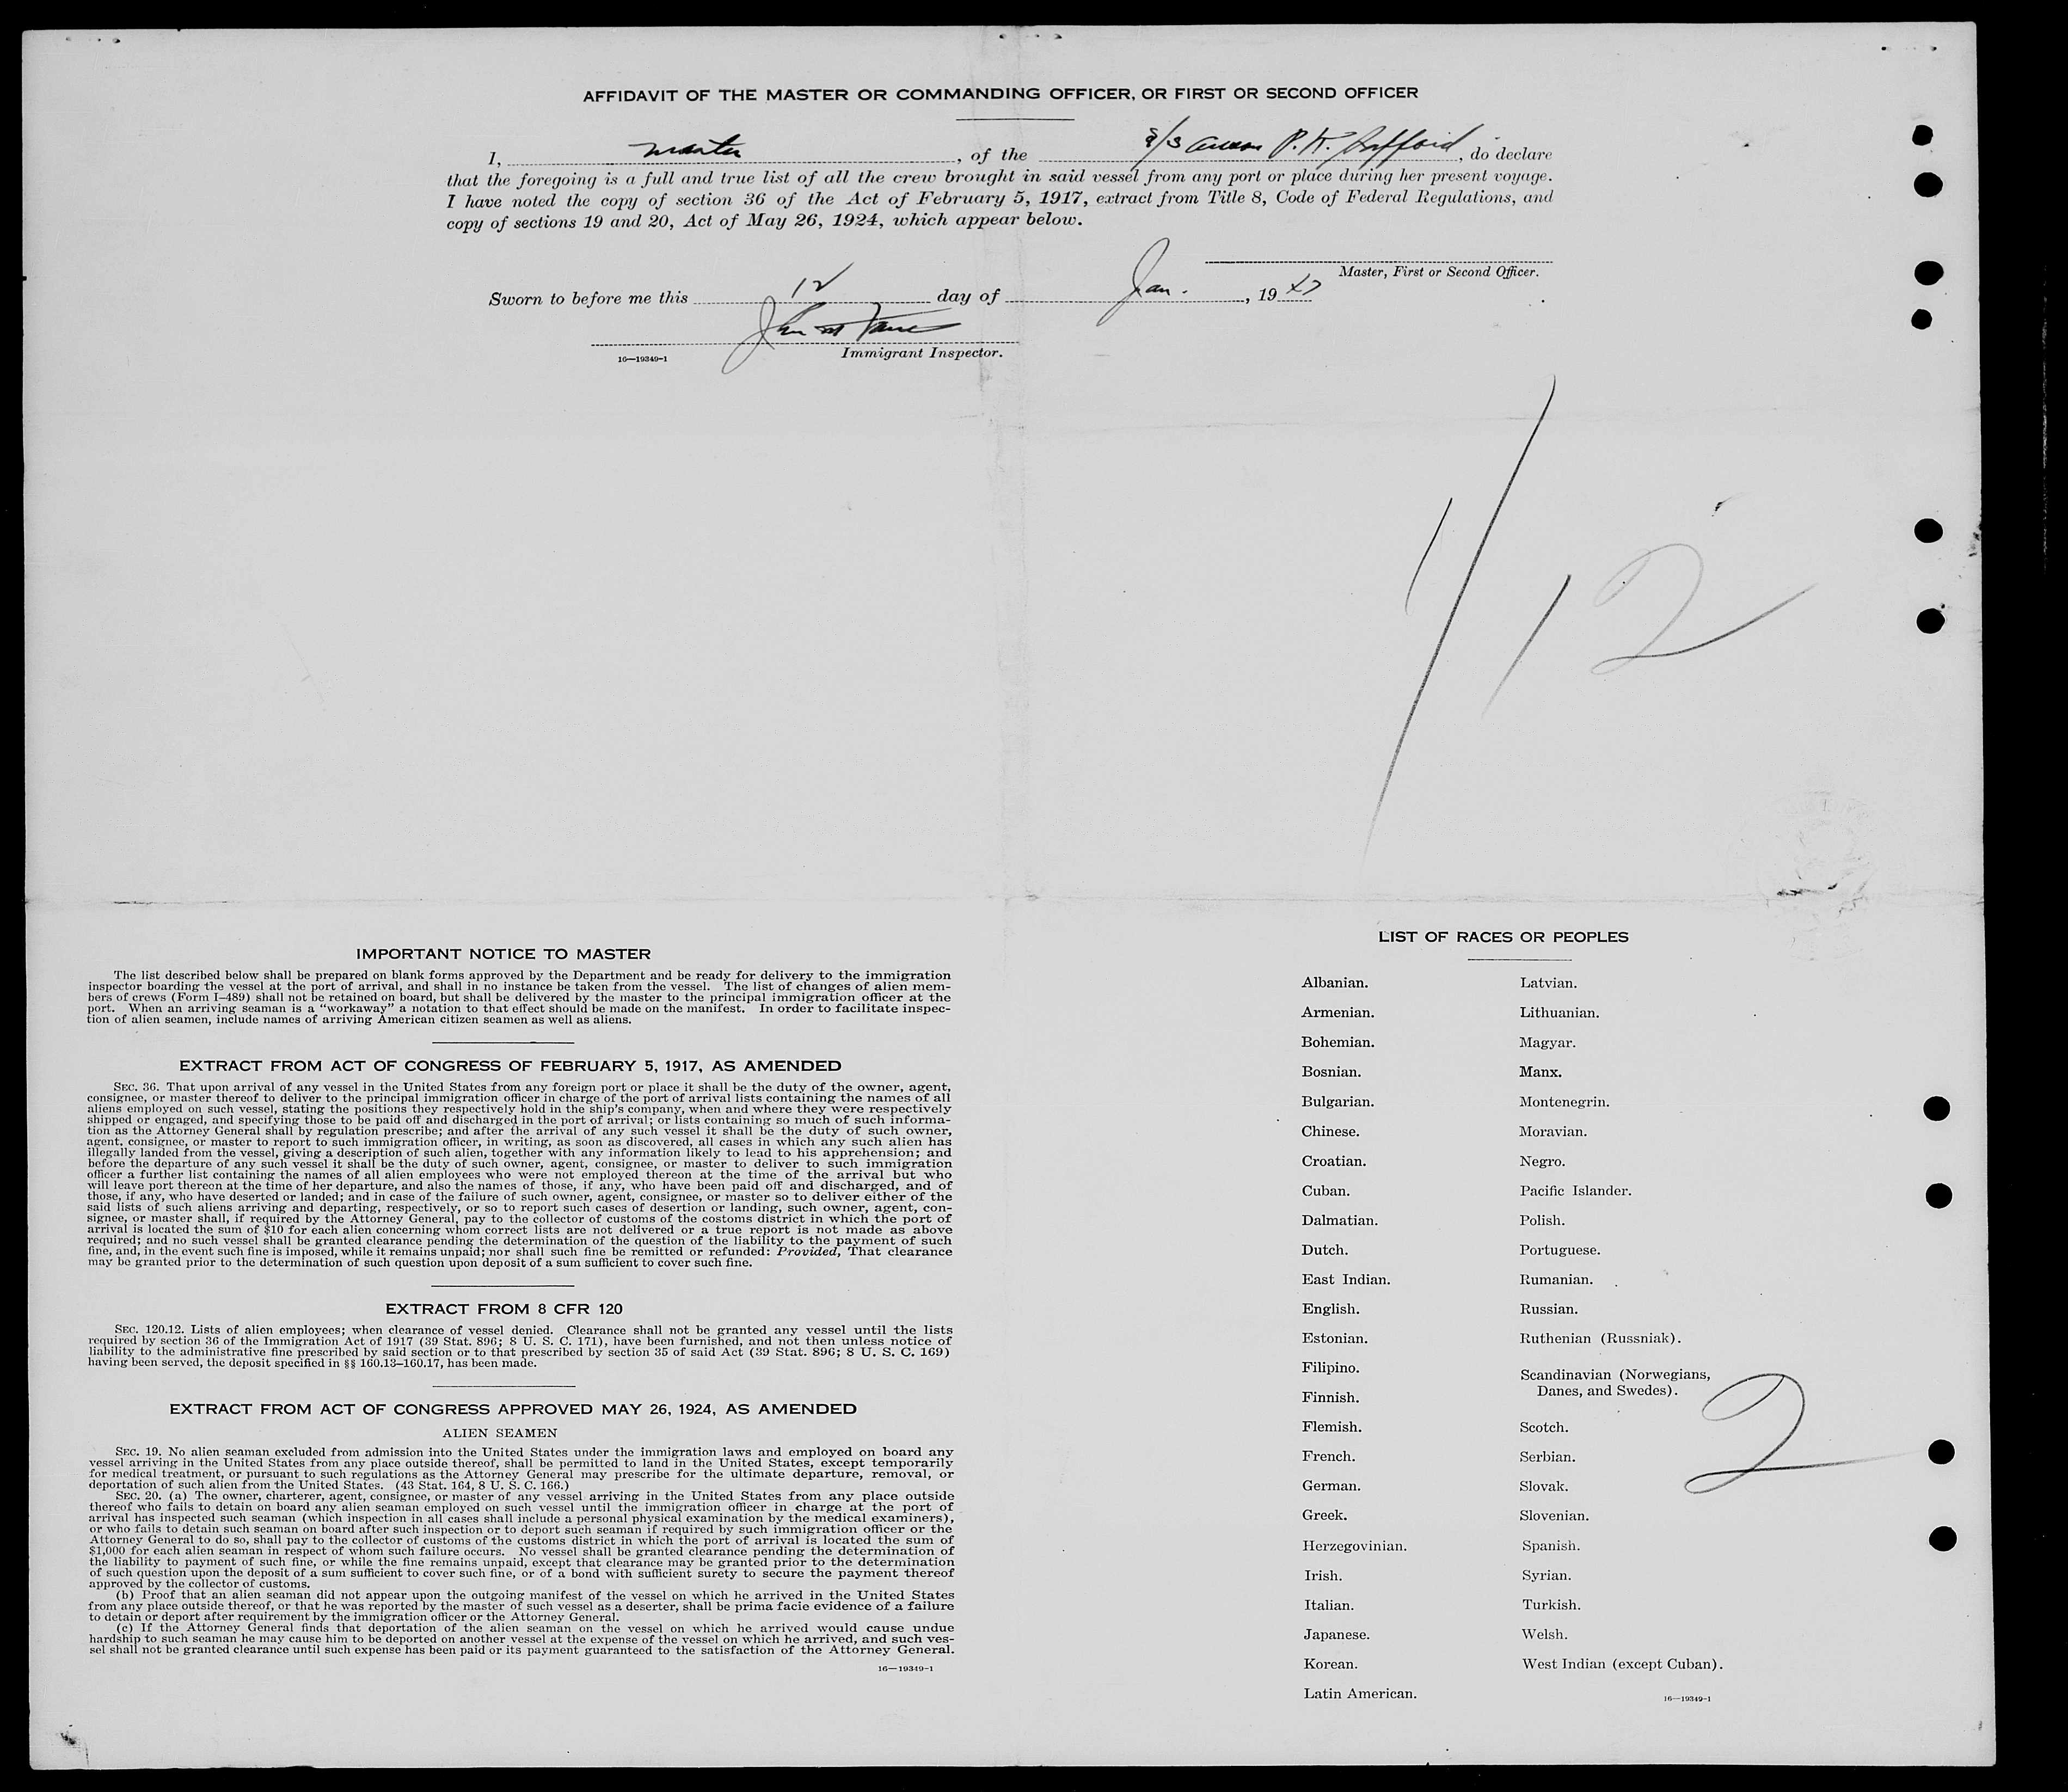 AFFIDAVIT OF THE MASTER OR COMMANDING OFFICER, OR FIRST OR SECOND OFFICER
I, master, of the S/S Anson P. K. Safford, do declare
that the foregoing is a full and true list of all the crew brought in said vessel from any port or place during her present voyage.
I have noted the copy of section 36 of the Act of February 5, 1917, extract from Title 8, Code of Federal Regulations, and
copy of sections 19 and 20, Act of May 26, 1924, which appear below.
Master, First or Second Officer.
Sworn to before me this 12 day of Jan., 1947
Immigrant Inspector.
16—19349-1
1/12
IMPORTANT NOTICE TO MASTER
The list described below shall be prepared on blank forms approved by the Department and be ready for delivery to the immigration
inspector boarding the vessel at the port of arrival, and shall in no instance be taken from the vessel. The list of changes of alien mem-
bers of crews (Form I-489) shall not be retained on board, but shall be delivered by the master to the principal immigration officer at the
port. When an arriving seaman is a "workaway" a notation to that effect should be made on the manifest. In order to facilitate inspec-
tion of alien seamen, include names of arriving American citizen seamen as well as aliens.
EXTRACT FROM ACT OF CONGRESS OF FEBRUARY 5, 1917, AS AMENDED
SEC. 36. That upon arrival of any vessel in the United States from any foreign port or place it shall be the duty of the owner, agent,
consignee, or master thereof to deliver to the principal immigration officer in charge of the port of arrival lists containing the names of all
aliens employed on such vessel, stating the positions they respectively hold in the ship's company, when and where they were respectively
shipped or engaged, and specifying those to be paid off and discharged in the port of arrival; or lists containing so much of such informa-
tion as the Attorney General shall by regulation prescribe; and after the arrival of any such vessel it shall be the duty of such owner,
agent, consignee, or master to report to such immigration officer, in writing, as soon as discovered, all cases in which any such alien has
illegally landed from the vessel, giving a description of such alien, together with any information likely to lead to his apprehension; and
before the departure of any such vessel it shall be the duty of such owner, agent, consignee, or master to deliver to such immigration
officer a further list containing the names of all alien employees who were not employed thereon at the time of the arrival but who
will leave port thereon at the time of her departure, and also the names of those, if any, who have been paid off and discharged, and of
those, if any, who have deserted or landed; and in case of the failure of such owner, agent, consignee, or master so to deliver either of the
said lists of such aliens arriving and departing, respectively, or so to report such cases of desertion or landing, such owner, agent, con-
signee, or master shall, if required by the Attorney General, pay to the collector of customs of the costoms district in which the port of
arrival is located the sum of $10 for each alien concerning whom correct lists are not delivered or a true report is not made as above
required; and no such vessel shall be granted clearance pending the determination of the question of the liability to the payment of such
fine, and, in the event such fine is imposed, while it remains unpaid; nor shall such fine be remitted or refunded: Provided, That clearance
may be granted prior to the determination of such question upon deposit of a sum sufficient to cover such fine.
EXTRACT FROM 8 CFR 120
SEC. 120.12. Lists of alien employees; when clearance of vessel denied. Clearance shall not be granted any vessel until the lists
required by section 36 of the Immigration Act of 1917 (39 Stat. 896; 8 U. S. C. 171), have been furnished, and not then unless notice of
liability to the administrative fine prescribed by said section or to that prescribed by section 35 of said Act (39 Stat. 896; 8 U. S. C. 169)
having been served, the deposit specified in §§ 160.13–160.17, has been made.
EXTRACT FROM ACT OF CONGRESS APPROVED MAY 26, 1924, AS AMENDED
ALIEN SEAMEN
SEC. 19. No alien seaman excluded from admission into the United States under the immigration laws and employed on board any
vessel arriving in the United States from any place outside thereof, shall be permitted to land in the United States, except temporarily
for medical treatment, or pursuant to such regulations as the Attorney General may prescribe for the ultimate departure, removal, or
deportation of such alien from the United States. (43 Stat. 164, 8 U. S. C. 166.)
SEC. 20. (a) The owner, charterer, agent, consignee, or master of any vessel arriving in the United States from any place outside
thereof who fails to detain on board any alien seaman employed on such vessel until the immigration officer in charge at the port of
arrival has inspected such seaman (which inspection in all cases shall include a personal physical examination by the medical examiners),
or who fails to detain such seaman on board after such inspection or to deport such seaman if required by such immigration officer or the
Attorney General to do so, shall pay to the collector of customs of the customs district in which the port of arrival is located the sum of
$1,000 for each alien seaman in respect of whom such failure occurs. No vessel shall be granted clearance pending the determination of
the liability to payment of such fine, or while the fine remains unpaid, except that clearance may be granted prior to the determination
of such question upon the deposit of a sum sufficient to cover such fine, or of a bond with sufficient surety to secure the payment thereof
approved by the collector of customs.
(b) Proof that an alien seaman did not appear upon the outgoing manifest of the vessel on which he arrived in the United States
from any place outside thereof, or that he was reported by the master of such vessel as a deserter, shall be prima facie evidence of a failure
to detain or deport after requirement by the immigration officer or the Attorney General.
(c) If the Attorney General finds that deportation of the alien seaman on the vessel on which he arrived would cause undue
hardship to such seaman he may cause him to be deported on another vessel at the expense of the vessel on which he arrived, and such ves-
sel shall not be granted clearance until such expense has been paid or its payment guaranteed to the satisfaction of the Attorney General.
16—19349-1
LIST OF RACES OR PEOPLES
Albanian.
Armenian.
Bohemian.
Bosnian.
Bulgarian.
Chinese.
Croatian.
Cuban.
Dalmatian.
Dutch.
East Indian.
English.
Estonian.
Filipino.
Finnish.
Flemish.
French.
German.
Greek.
Herzegovinian.
Irish.
Italian.
Japanese.
Korean.
Latin American.
Latvian.
Lithuanian.
Magyar.
Manx.
Montenegrin.
Moravian.
Negro.
Pacific Islander.
Polish.
Portuguese.
Rumanian.
Russian.
Ruthenian (Russniak).
Scandinavian (Norwegians,
Danes, and Swedes).
Scotch.
Serbian.
Slovak.
Slovenian.
Spanish.
Syrian.
Turkish.
Welsh.
West Indian (except Cuban).
16—19349-1
2